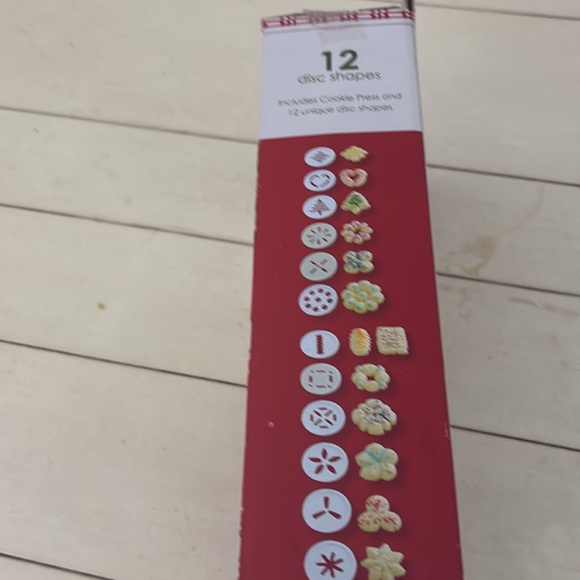 12
disc shapes
Includes Cookie Press and
12 unique disc shapes